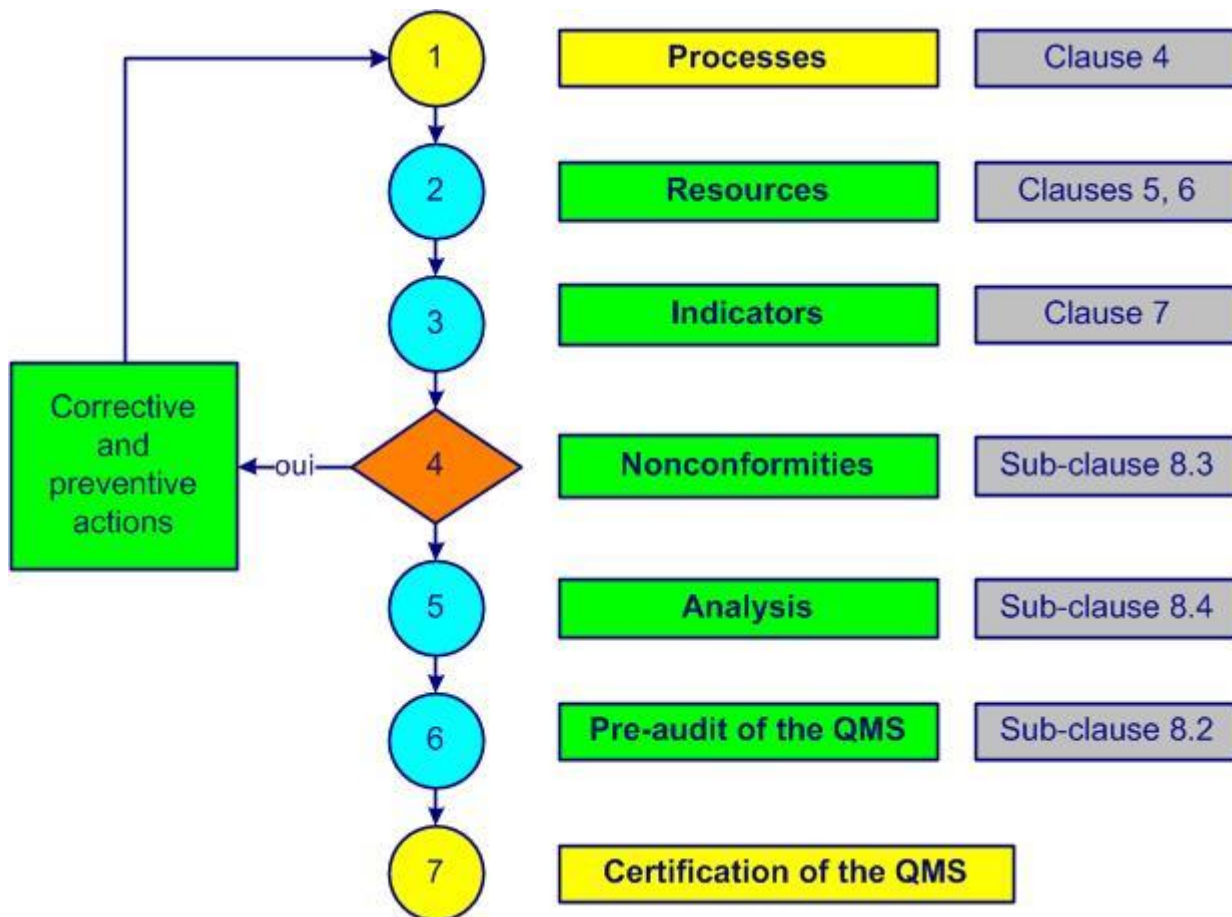 1
Processes
Clause 4
2
Resources
Clauses 5, 6
3
Indicators
Clause 7
Corrective
and
preventive
actions
oui
4
Nonconformities
Sub-clause 8.3
5
Analysis
Sub-clause 8.4
6
Pre-audit of the QMS
Sub-clause 8.2
7
Certification of the QMS